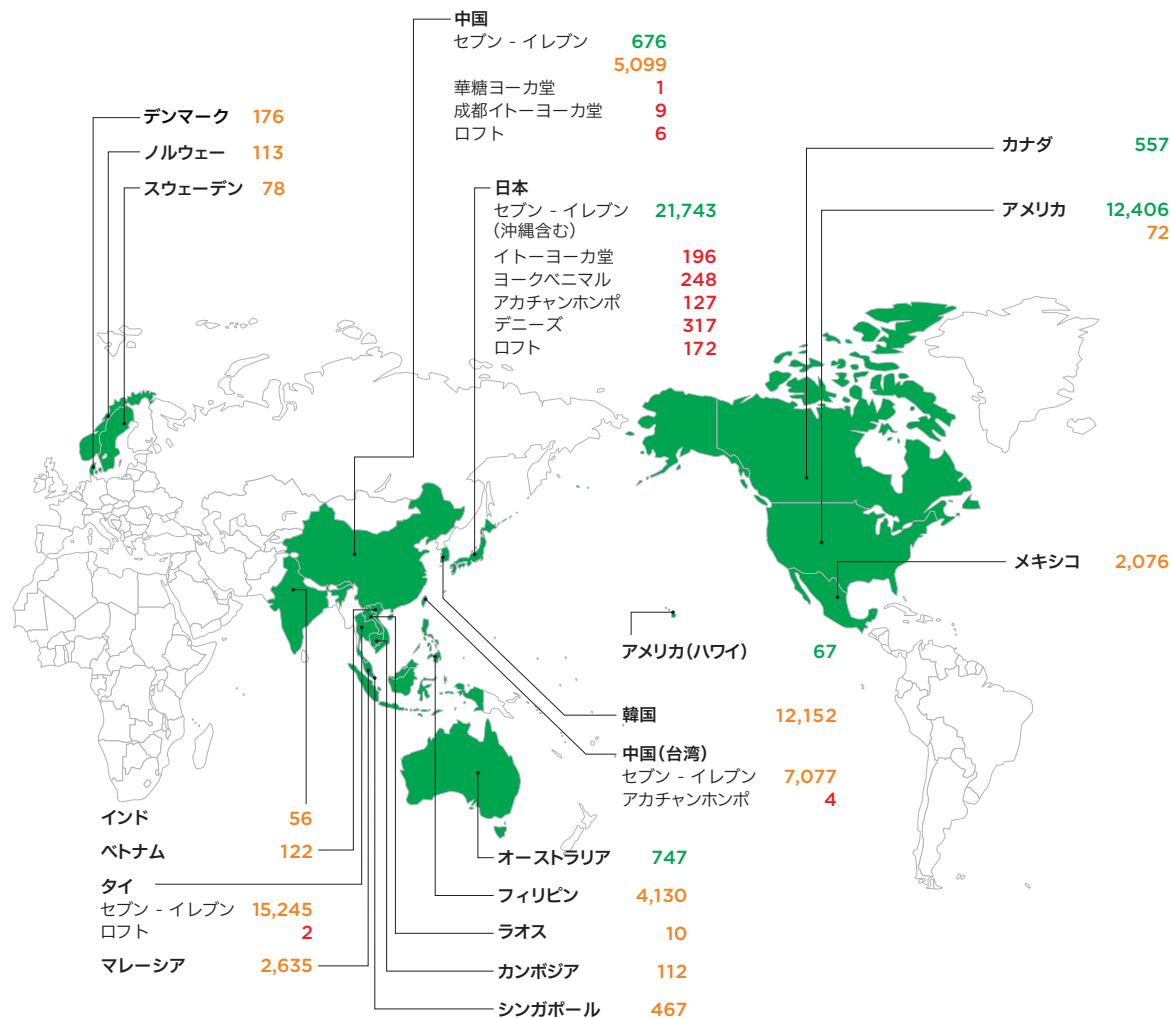 中国
セブン - イレブン 676
5,099
華糖ヨーカ堂 1
成都イトーヨーカ堂 9
ロフト 6
デンマーク 176
ノルウェー 113
スウェーデン 78
日本
セブン - イレブン 21,743
(沖縄含む)
イトーヨーカ堂 196
ヨークベニマル 248
アカチャンホンポ 127
デニーズ 317
ロフト 172
カナダ 557
アメリカ 12,406
72
メキシコ 2,076
アメリカ(ハワイ) 67
韓国 12,152
中国(台湾)
セブン - イレブン 7,077
アカチャンホンポ 4
インド 56
ベトナム 122
タイ
セブン - イレブン 15,245
ロフト 2
マレーシア 2,635
オーストラリア 747
フィリピン 4,130
ラオス 10
カンボジア 112
シンガポール 467